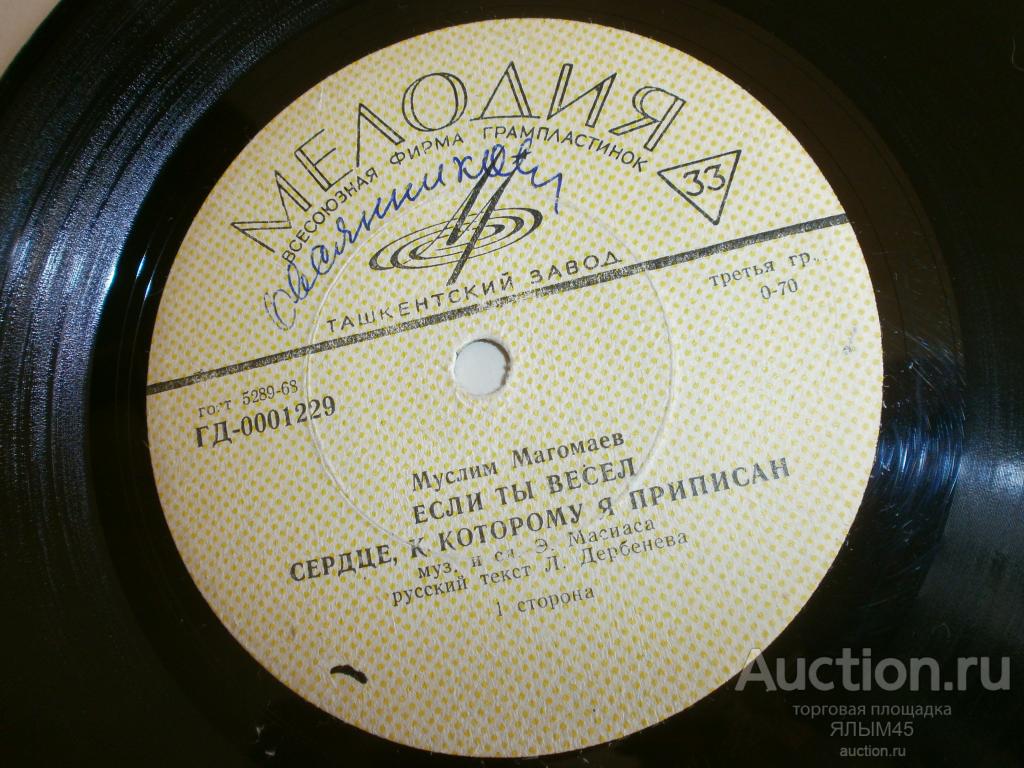 МЕЛОДИЯ
ВСЕСОЮЗНАЯ ФИРМА ГРАМПЛАСТИНОК
33
ТАШКЕНТСКИЙ ЗАВОД
третья гр.
0-70
гост 5289-68
ГД-0001229
Муслим Магомаев
ЕСЛИ ТЫ ВЕСЕЛ
СЕРДЦЕ, К КОТОРОМУ Я ПРИПИСАН
муз. и сл. Э. Масиаса
русский текст Л. Дербенева
1 сторона
Auction.ru
торговая площадка
ЯЛЫМ45
auction.ru